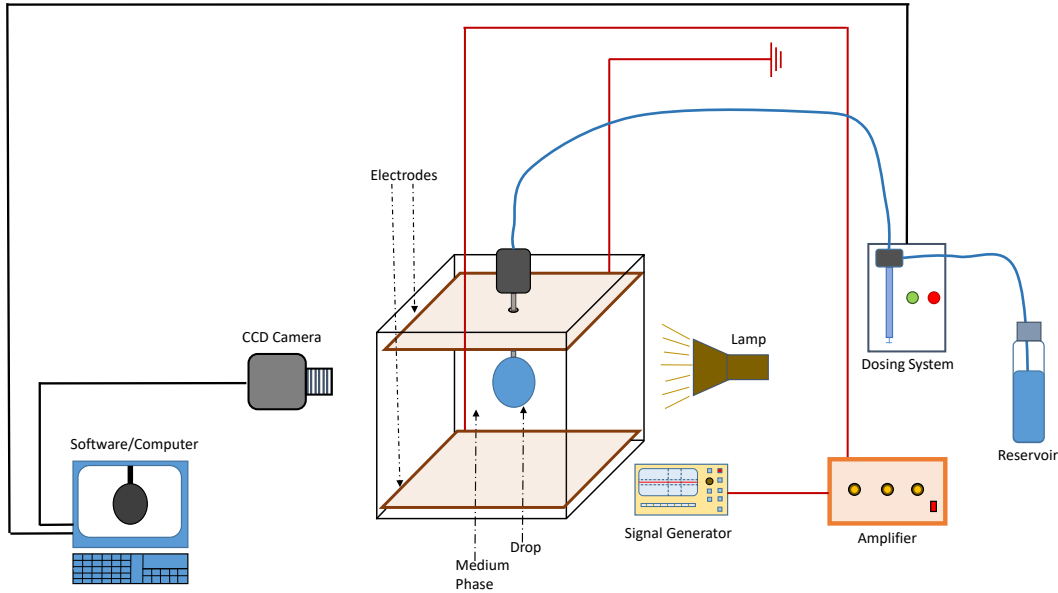 Electrodes
CCD Camera
Lamp
Dosing System
Software/Computer
Reservoir
Signal Generator
Amplifier
Drop
Medium
Phase